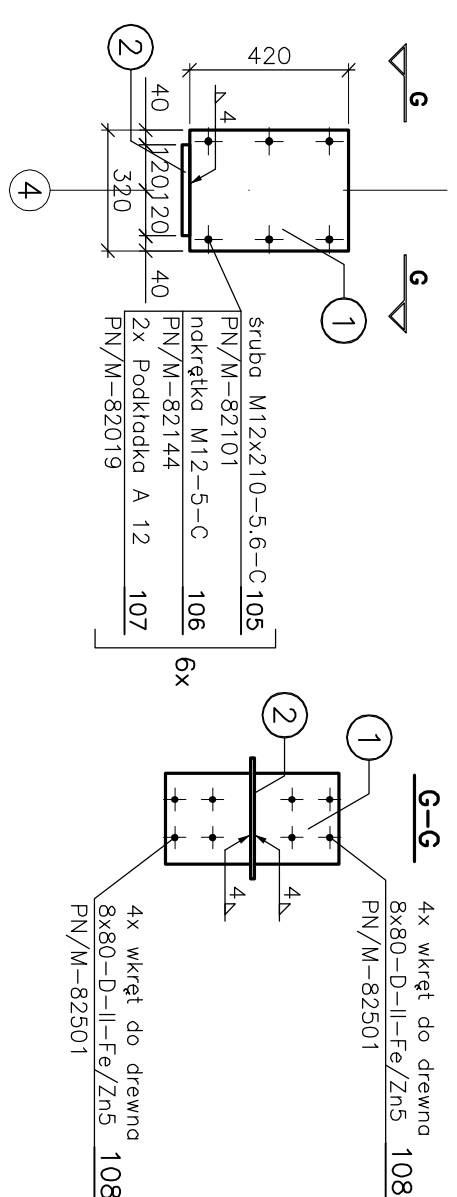 G
G
420
4
2
1
40
120
120
40
320
4
śruba M12x210-5.6-C
PN/M-82101
105
nakrętka M12-5-C
PN/M-82144
106
2x Podkładka A 12
PN/M-82019
107
6x
G-G
1
2
4
4
4x wkręt do drewna
8x80-D-II-Fe/Zn5
PN/M-82501
108
4x wkręt do drewna
8x80-D-II-Fe/Zn5
PN/M-82501
108